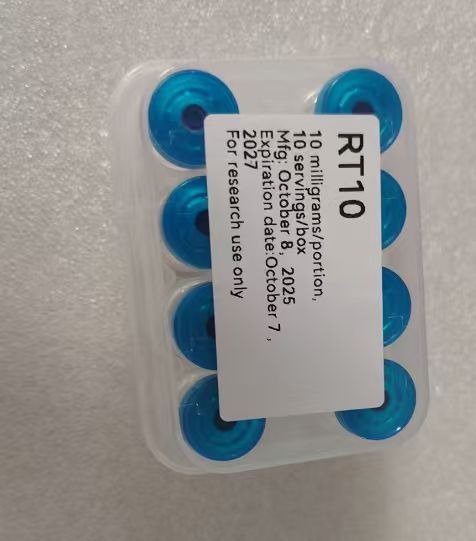 RT10
10 milligrams/portion,
10 servings/box
Mfg: October 8, 2025
Expiration date:October 7,
2027
For research use only